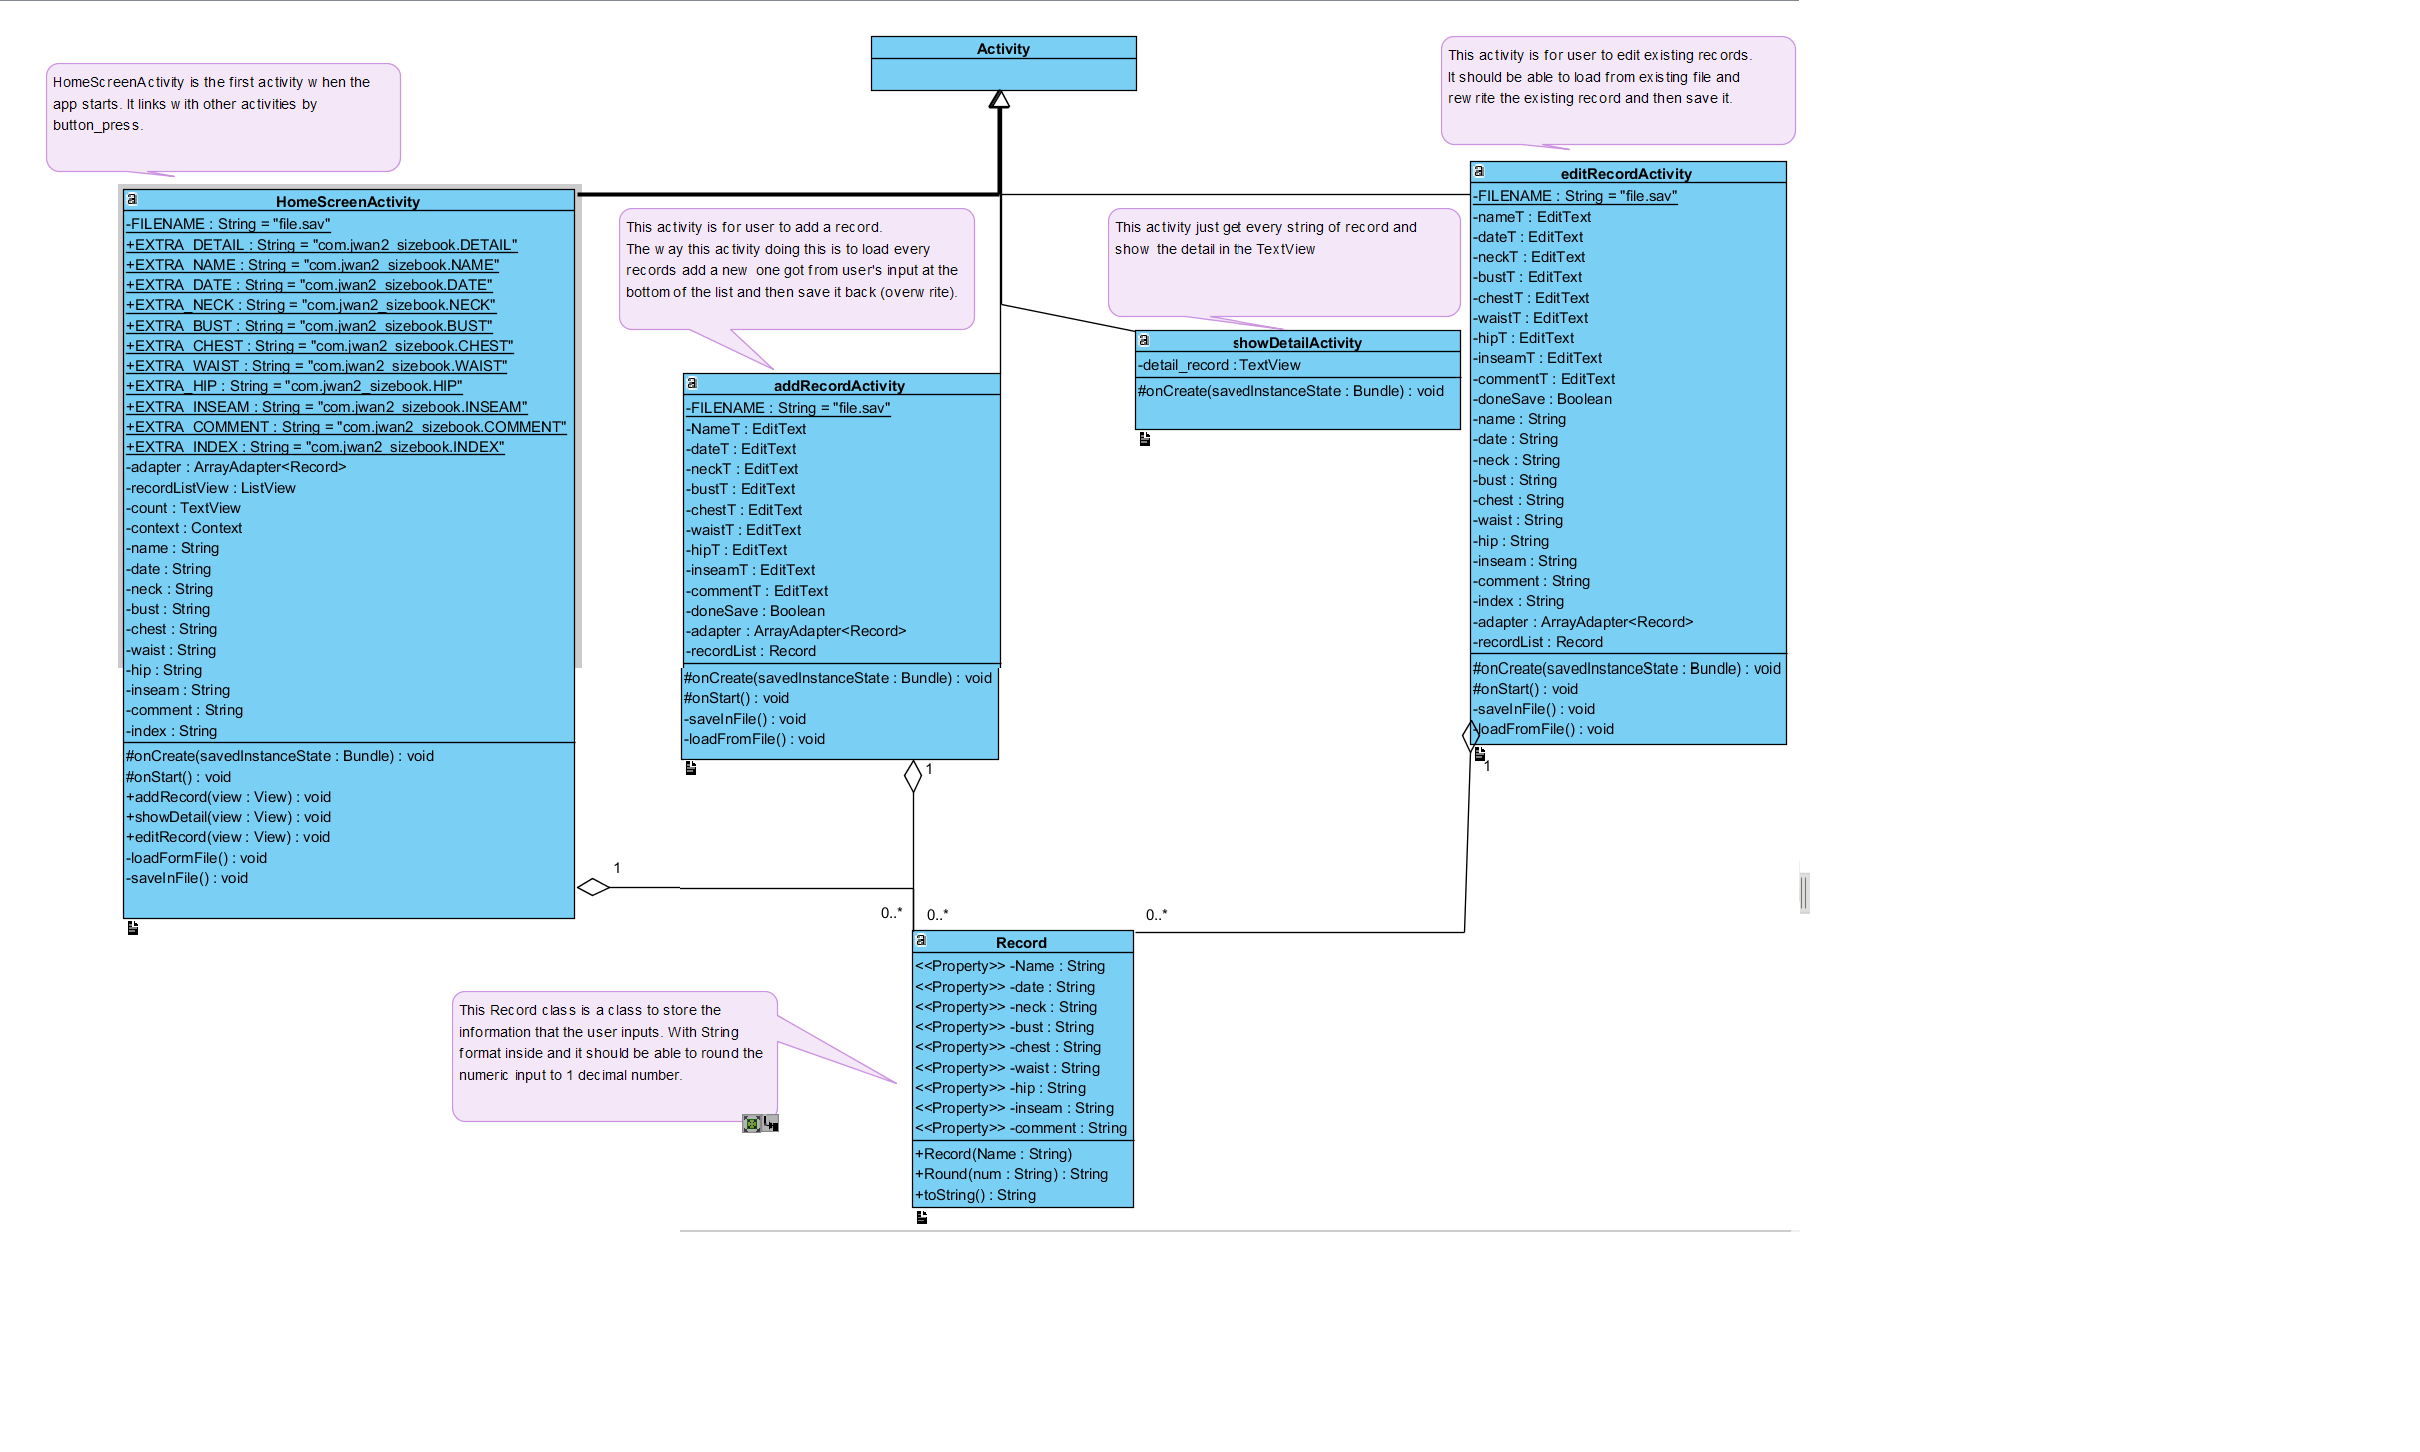 Activity
This activity is for user to edit existing records.
It should be able to load from existing file and
rewrite the existing record and then save it.
HomeScreenActivity is the first activity when the
app starts. It links with other activities by
button_press.
HomeScreenActivity
-FILENAME : String = "file.sav"
+EXTRA_DETAIL : String = "com.jwan2_sizebook.DETAIL"
+EXTRA_NAME : String = "com.jwan2_sizebook.NAME"
+EXTRA_DATE : String = "com.jwan2_sizebook.DATE"
+EXTRA_NECK : String = "com.jwan2_sizebook.NECK"
+EXTRA_BUST : String = "com.jwan2_sizebook.BUST"
+EXTRA_CHEST : String = "com.jwan2_sizebook.CHEST"
+EXTRA_WAIST : String = "com.jwan2_sizebook.WAIST"
+EXTRA_HIP : String = "com.jwan2_sizebook.HIP"
+EXTRA_INSEAM : String = "com.jwan2_sizebook.INSEAM"
+EXTRA_COMMENT : String = "com.jwan2_sizebook.COMMENT"
+EXTRA_INDEX : String = "com.jwan2_sizebook.INDEX"
-adapter : ArrayAdapter<Record>
-recordListView : ListView
-count : TextView
-context : Context
-name : String
-date : String
-neck : String
-bust : String
-chest : String
-waist : String
-hip : String
-inseam : String
-comment : String
-index : String
#onCreate(savedInstanceState : Bundle) : void
#onStart() : void
+addRecord(view : View) : void
+showDetail(view : View) : void
+editRecord(view : View) : void
-loadFormFile() : void
-saveInFile() : void
This activity is for user to add a record.
The way this activity doing this is to load every
records add a new one got from user's input at the
bottom of the list and then save it back (overwrite).
addRecordActivity
-FILENAME : String = "file.sav"
-NameT : EditText
-dateT : EditText
-neckT : EditText
-bustT : EditText
-chestT : EditText
-waistT : EditText
-hipT : EditText
-inseamT : EditText
-commentT : EditText
-doneSave : Boolean
-adapter : ArrayAdapter<Record>
-recordList : Record
#onCreate(savedInstanceState : Bundle) : void
#onStart() : void
-saveInFile() : void
-loadFromFile() : void
This activity just get every string of record and
show the detail in the TextView
showDetailActivity
-detail_record : TextView
#onCreate(savedInstanceState : Bundle) : void
editRecordActivity
-FILENAME : String = "file.sav"
-nameT : EditText
-dateT : EditText
-neckT : EditText
-bustT : EditText
-chestT : EditText
-waistT : EditText
-hipT : EditText
-inseamT : EditText
-commentT : EditText
-doneSave : Boolean
-name : String
-date : String
-neck : String
-bust : String
-chest : String
-waist : String
-hip : String
-inseam : String
-comment : String
-index : String
-adapter : ArrayAdapter<Record>
-recordList : Record
#onCreate(savedInstanceState : Bundle) : void
#onStart() : void
-saveInFile() : void
-loadFromFile() : void
1
1
1
0..*
0..*
0..*
Record
<<Property>> -Name : String
<<Property>> -date : String
<<Property>> -neck : String
<<Property>> -bust : String
<<Property>> -chest : String
<<Property>> -waist : String
<<Property>> -hip : String
<<Property>> -inseam : String
<<Property>> -comment : String
+Record(Name : String)
+Round(num : String) : String
+toString() : String
This Record class is a class to store the
information that the user inputs. With String
format inside and it should be able to round the
numeric input to 1 decimal number.